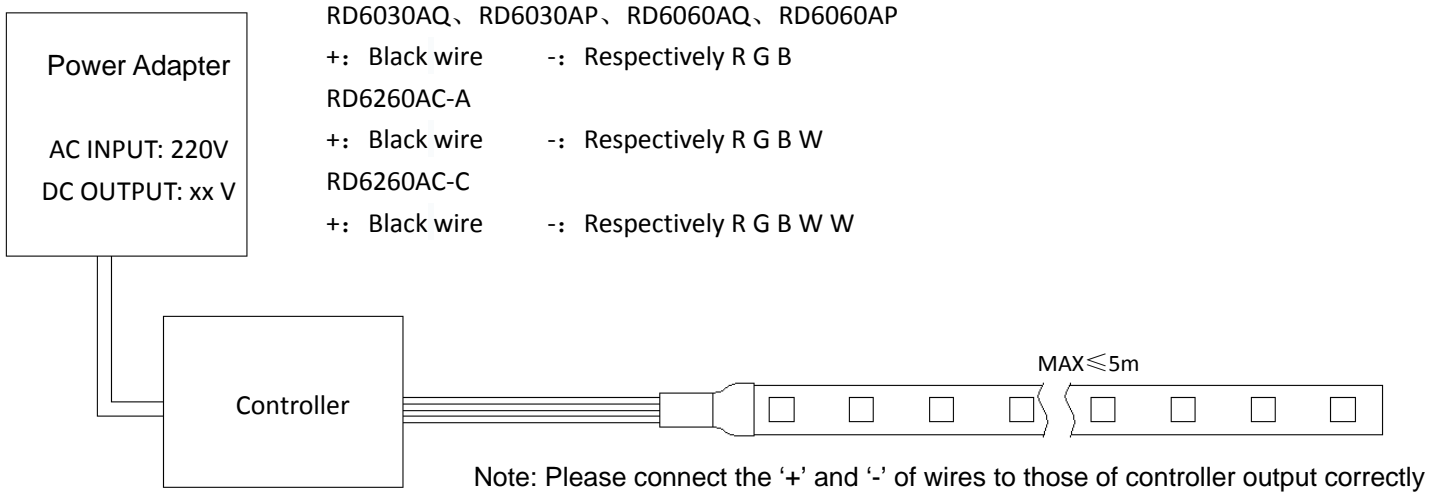 RD6030AQ、RD6030AP、RD6060AQ、RD6060AP
+： Black wire -： Respectively R G B
RD6260AC-A
+： Black wire -： Respectively R G B W
RD6260AC-C
+： Black wire -： Respectively R G B W W
Power Adapter
AC INPUT: 220V
DC OUTPUT: xx V
Controller
MAX≤5m
Note: Please connect the ‘+’ and ‘-’ of wires to those of controller output correctly